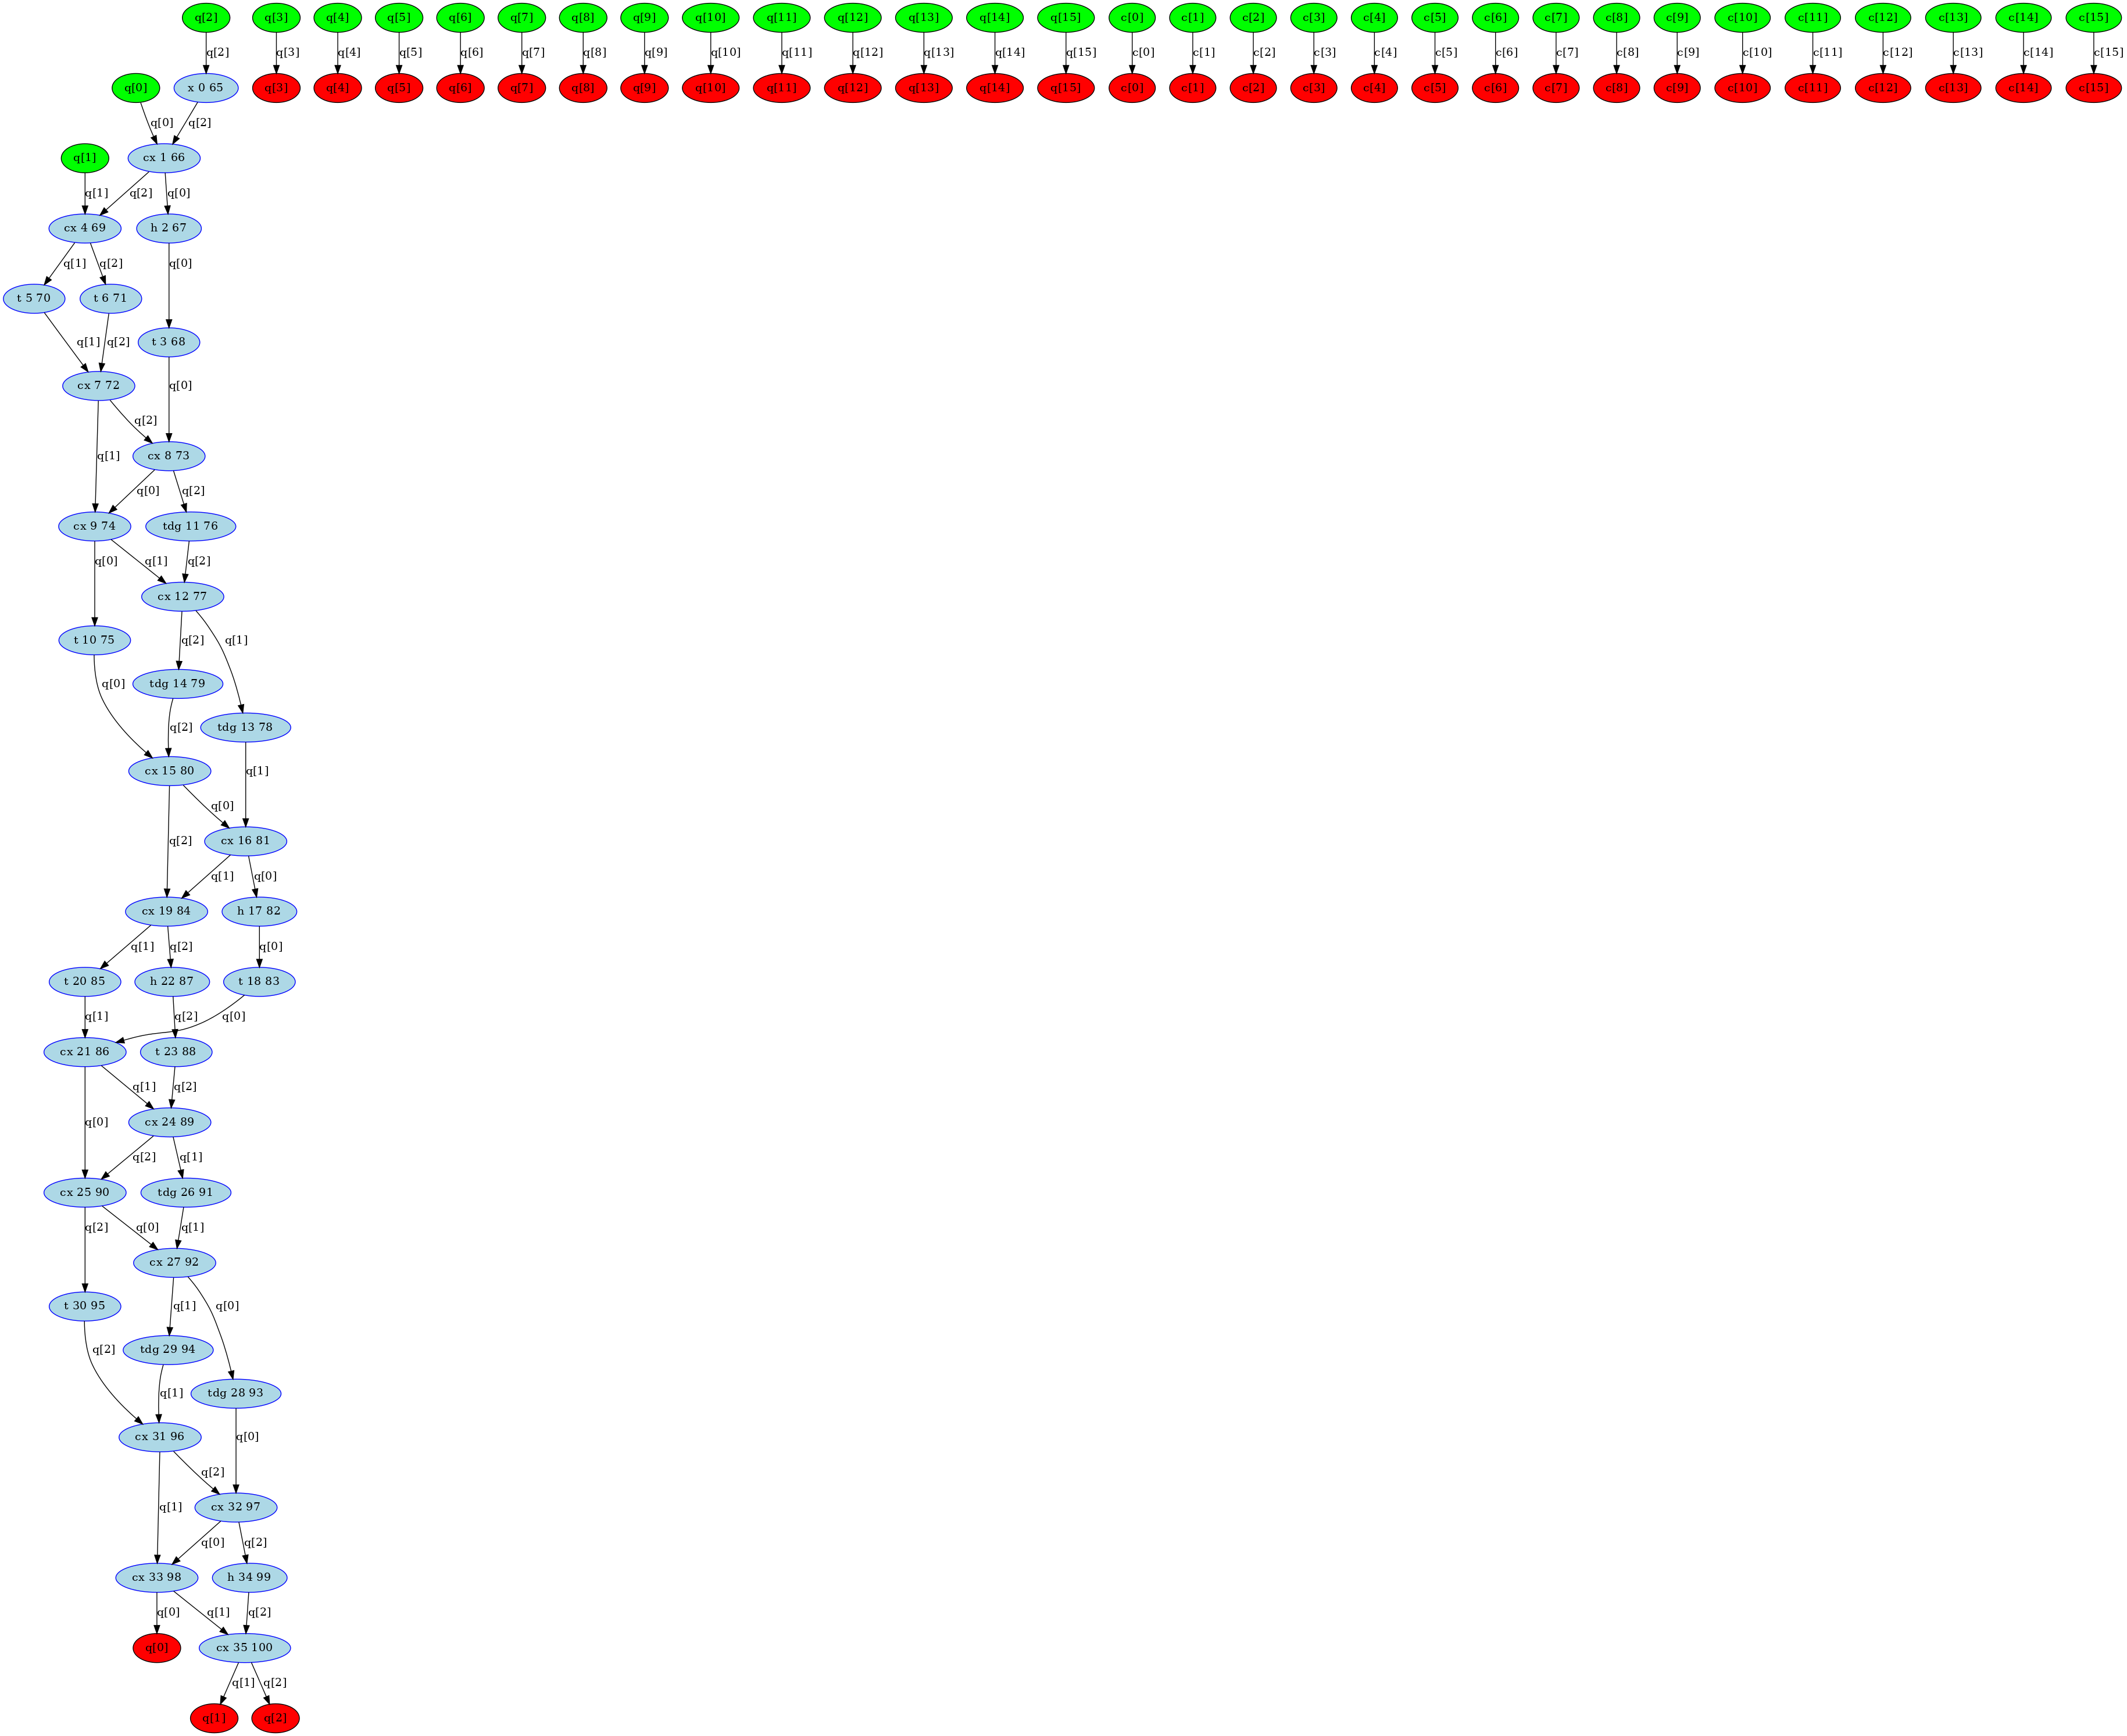 q[2] q[3] q[4] q[5] q[6] q[7] q[8] q[9] q[10] q[11] q[12] q[13] q[14] q[15] c[0] c[1] c[2] c[3] c[4] c[5] c[6] c[7] c[8] c[9] c[10] c[11] c[12] c[13] c[14] c[15]
q[2] q[3] q[4] q[5] q[6] q[7] q[8] q[9] q[10] q[11] q[12] q[13] q[14] q[15] c[0] c[1] c[2] c[3] c[4] c[5] c[6] c[7] c[8] c[9] c[10] c[11] c[12] c[13] c[14] c[15]
q[0] x 0 65 q[3] q[4] q[5] q[6] q[7] q[8] q[9] q[10] q[11] q[12] q[13] q[14] q[15] c[0] c[1] c[2] c[3] c[4] c[5] c[6] c[7] c[8] c[9] c[10] c[11] c[12] c[13] c[14] c[15]
q[0] q[2]
q[1] cx 1 66
q[1] q[2] q[0]
cx 4 69 h 2 67
q[1] q[2] q[0]
t 5 70 t 6 71
q[1] q[2] t 3 68
cx 7 72 q[0]
q[2]
q[1] cx 8 73
q[0] q[2]
cx 9 74 tdg 11 76
q[0] q[1] q[2]
cx 12 77
t 10 75 q[2] q[1]
q[0] tdg 14 79
q[2] tdg 13 78
cx 15 80 q[1]
q[0]
q[2] cx 16 81
q[1] q[0]
cx 19 84 h 17 82
q[1] q[2] q[0]
t 20 85 h 22 87 t 18 83
q[1] q[2] q[0]
cx 21 86 t 23 88
q[1] q[2]
q[0] cx 24 89
q[2] q[1]
cx 25 90 tdg 26 91
q[2] q[0] q[1]
cx 27 92
t 30 95 q[1] q[0]
q[2] tdg 29 94
q[1] tdg 28 93
cx 31 96 q[0]
q[2]
q[1] cx 32 97
q[0] q[2]
cx 33 98 h 34 99
q[0] q[1] q[2]
q[0] cx 35 100
q[1] q[2]
q[1] q[2]